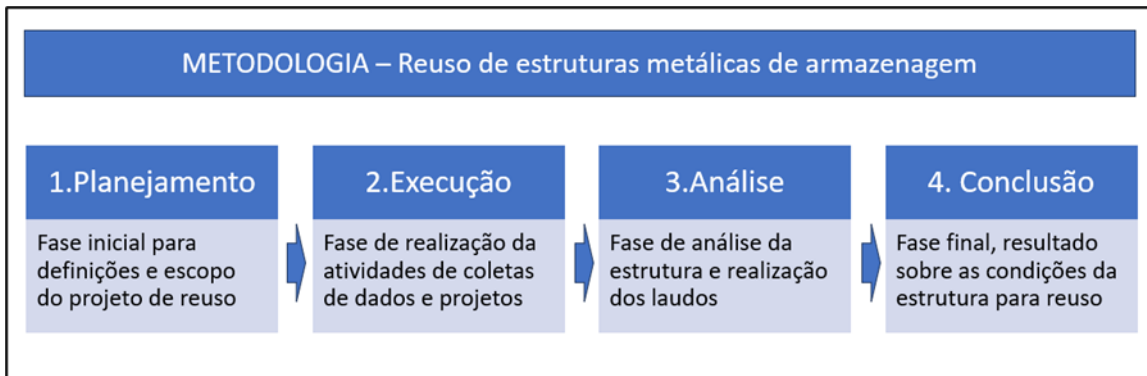 METODOLOGIA – Reuso de estruturas metálicas de armazenagem
1.Planejamento
Fase inicial para
definições e escopo
do projeto de reuso
2.Execução
Fase de realização da
atividades de coletas
de dados e projetos
3.Análise
Fase de análise da
estrutura e realização
dos laudos
4. Conclusão
Fase final, resultado
sobre as condições da
estrutura para reuso